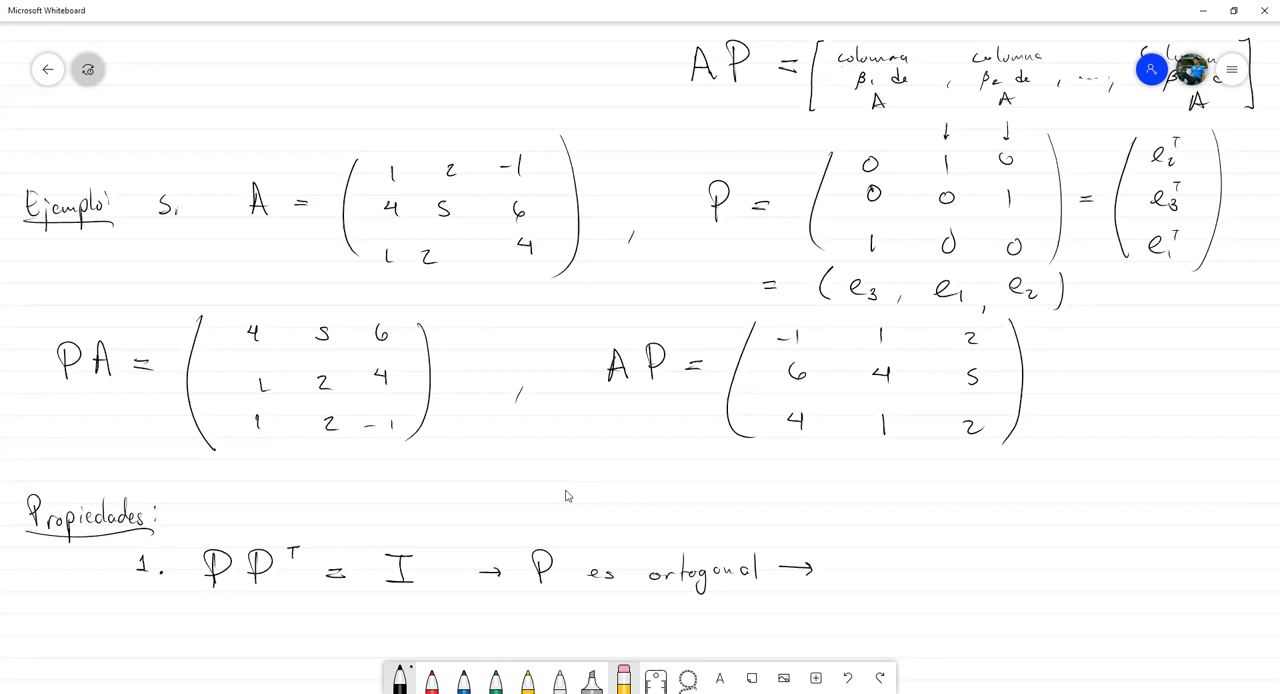 Microsoft Whiteboard
AP = [ columna β₁ de A , columna β₂ de A , ...,
Ejemplo: Si A = ( 1 2 -1
4 5 6
1 2 4 ) , P = ( 0 1 0
0 0 1
1 0 0 ) = ( e₂ᵀ
e₃ᵀ
e₁ᵀ )
= ( e₃ , e₁ , e₂ )
PA = ( 4 5 6
1 2 4
1 2 -1 ) , AP = ( -1 1 2
6 4 5
4 1 2 )
Propiedades:
1. PPᵀ = I → P es ortogonal →